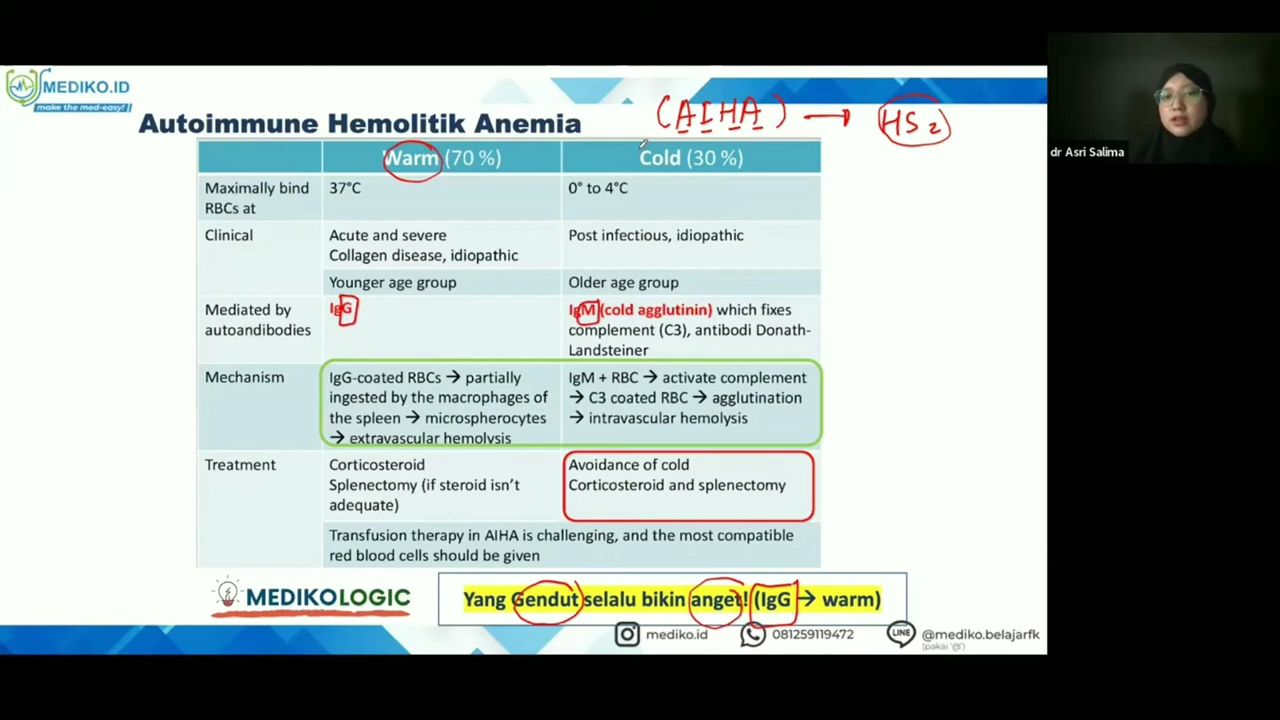 MEDIKO.ID
make the med-easy!
(AIHA) → HS2
dr Asri Salima
Autoimmune Hemolitik Anemia
Warm (70 %)
Cold (30 %)
Maximally bind
RBCs at
37°C
0° to 4°C
Clinical
Acute and severe
Collagen disease, idiopathic
Post infectious, idiopathic
Younger age group
Older age group
Mediated by
autoandibodies
IgG
IgM (cold agglutinin) which fixes
complement (C3), antibodi Donath-
Landsteiner
Mechanism
IgG-coated RBCs → partially
ingested by the macrophages of
the spleen → microspherocytes
→ extravascular hemolysis
IgM + RBC → activate complement
→ C3 coated RBC → agglutination
→ intravascular hemolysis
Treatment
Corticosteroid
Splenectomy (if steroid isn't
adequate)
Avoidance of cold
Corticosteroid and splenectomy
Transfusion therapy in AIHA is challenging, and the most compatible
red blood cells should be given
MEDIKOLOGIC
Yang Gendut selalu bikin anget! (IgG → warm)
mediko.id
081259119472
LINE
@mediko.belajarfk
(pakai '@')